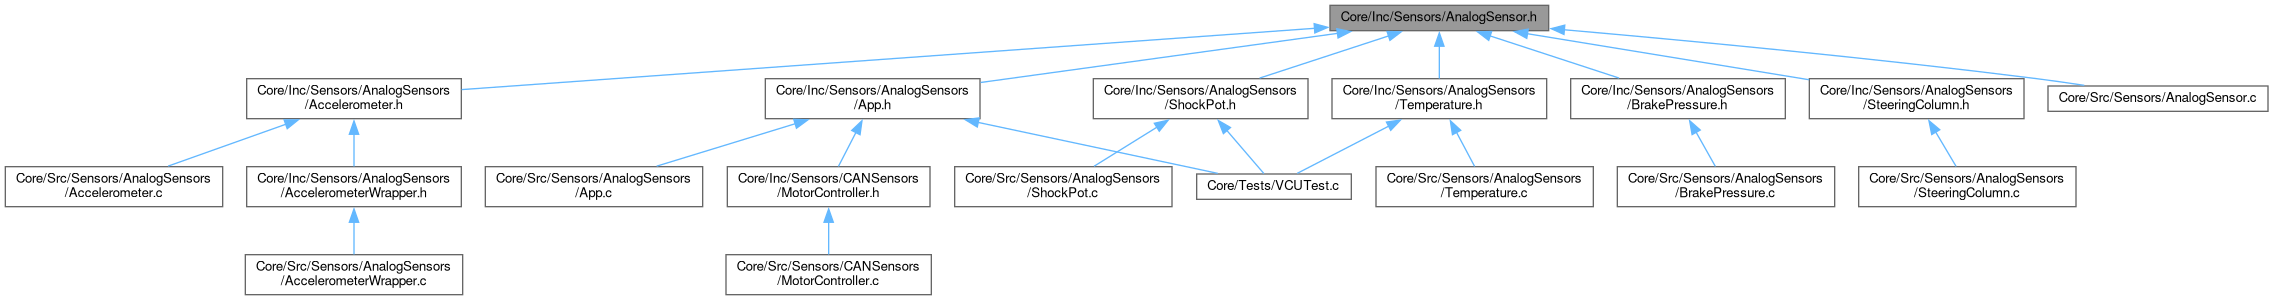 Core/Inc/Sensors/AnalogSensor.h
Core/Inc/Sensors/AnalogSensors
/Accelerometer.h
Core/Inc/Sensors/AnalogSensors
/App.h
Core/Inc/Sensors/AnalogSensors
/ShockPot.h
Core/Inc/Sensors/AnalogSensors
/Temperature.h
Core/Inc/Sensors/AnalogSensors
/BrakePressure.h
Core/Inc/Sensors/AnalogSensors
/SteeringColumn.h
Core/Src/Sensors/AnalogSensor.c
Core/Src/Sensors/AnalogSensors
/Accelerometer.c
Core/Inc/Sensors/AnalogSensors
/AccelerometerWrapper.h
Core/Src/Sensors/AnalogSensors
/App.c
Core/Inc/Sensors/CANSensors
/MotorController.h
Core/Src/Sensors/AnalogSensors
/ShockPot.c
Core/Tests/VCUTest.c
Core/Src/Sensors/AnalogSensors
/Temperature.c
Core/Src/Sensors/AnalogSensors
/BrakePressure.c
Core/Src/Sensors/AnalogSensors
/SteeringColumn.c
Core/Src/Sensors/AnalogSensors
/AccelerometerWrapper.c
Core/Src/Sensors/CANSensors
/MotorController.c